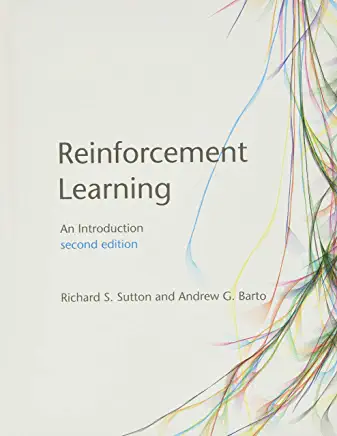 Reinforcement
Learning
An Introduction
second edition
Richard S. Sutton and Andrew G. Barto